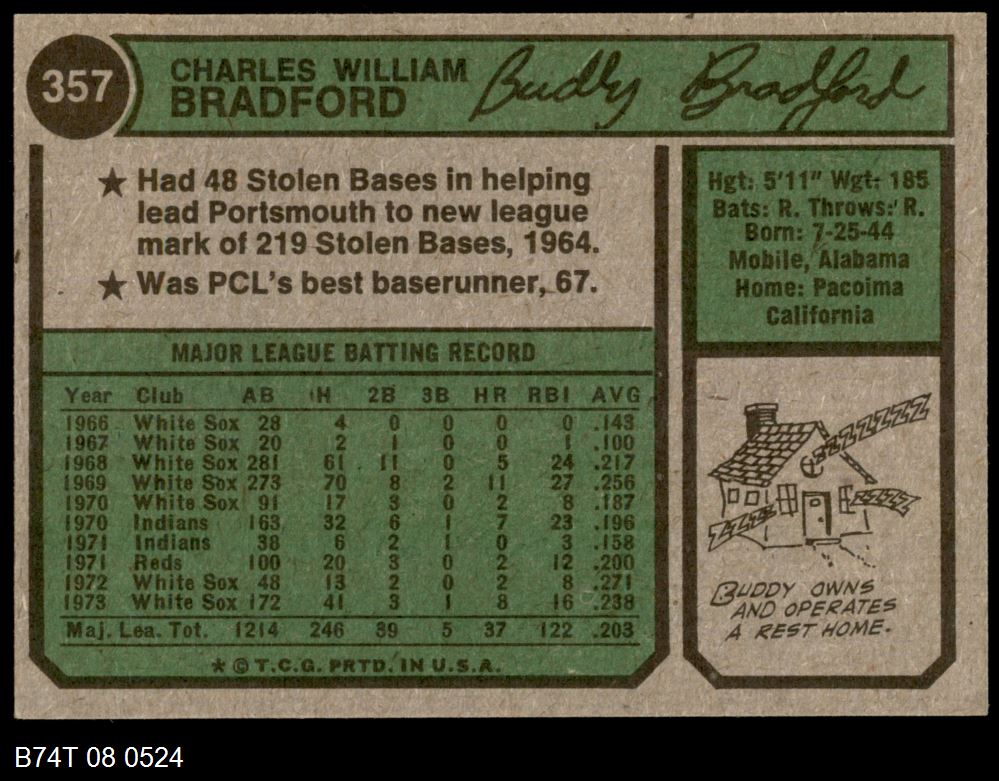 357
CHARLES WILLIAM
BRADFORD
Buddy Bradford
★ Had 48 Stolen Bases in helping
lead Portsmouth to new league
mark of 219 Stolen Bases, 1964.
★ Was PCL's best baserunner, 67.
Hgt: 5'11" Wgt: 185
Bats: R. Throws: R.
Born: 7-25-44
Mobile, Alabama
Home: Pacoima
California
MAJOR LEAGUE BATTING RECORD
Year Club AB H 2B 3B HR RBI AVG
1966 White Sox 28 4 0 0 0 0 .143
1967 White Sox 20 2 1 0 0 1 .100
1968 White Sox 281 61 11 0 5 24 .217
1969 White Sox 273 70 8 2 11 27 .256
1970 White Sox 91 17 3 0 2 8 .187
1970 Indians 163 32 6 1 7 23 .196
1971 Indians 38 6 2 1 0 3 .158
1971 Reds 100 20 3 0 2 12 .200
1972 White Sox 48 13 2 0 2 8 .271
1973 White Sox 172 41 3 1 8 16 .238
Maj. Lea. Tot. 1214 246 39 5 37 122 .203
★ © T.C.G. PRTD. IN U.S.A.
ZZZZZZZZZ
ZZZZZ
ZZZZZ
BUDDY OWNS
AND OPERATES
A REST HOME.
B74T 08 0524